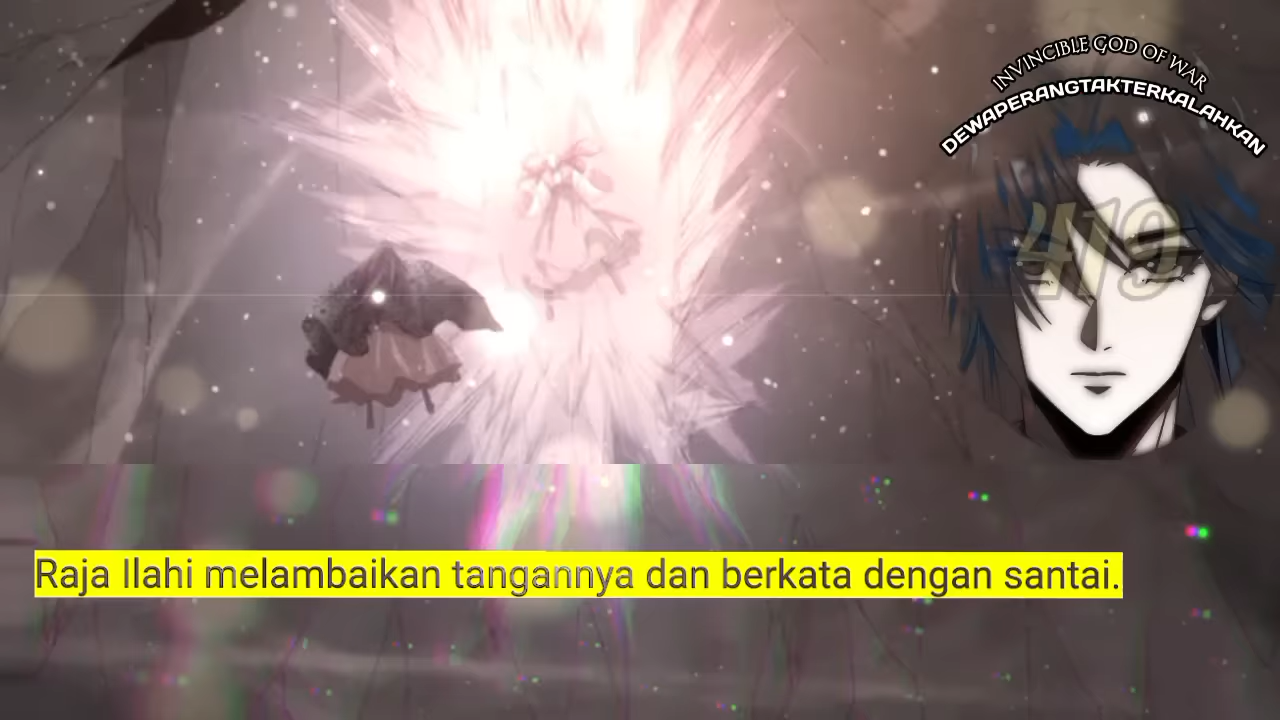 INVINCIBLE GOD OF WAR
DEWAPERANGTAKTERKALAHKAN
419
Raja Ilahi melambaikan tangannya dan berkata dengan santai.